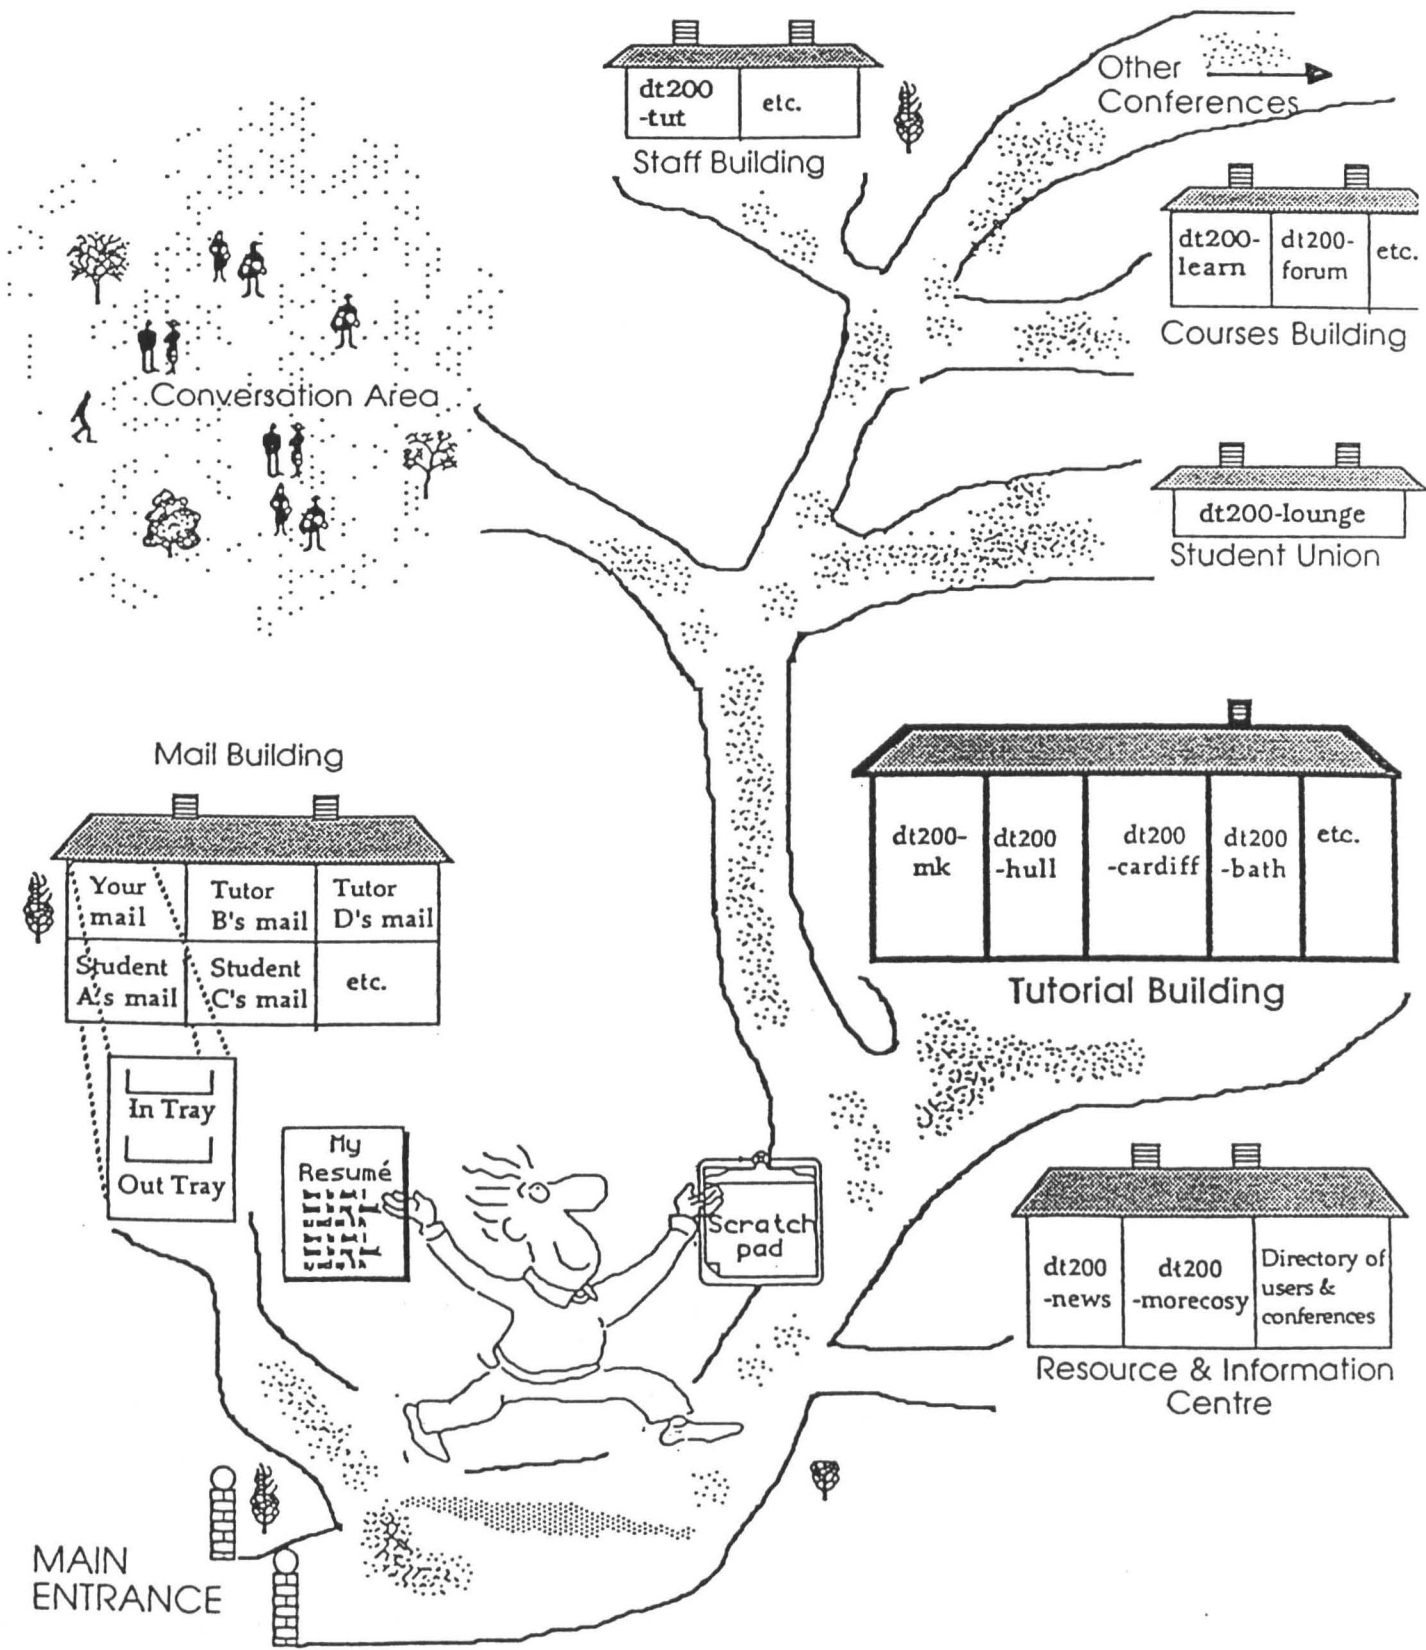 dt200
-tut
etc.
Staff Building
Other
Conferences
dt200-
learn
dt200-
forum
etc.
Courses Building
Conversation Area
dt200-lounge
Student Union
Mail Building
Your
mail
Tutor
B's mail
Tutor
D's mail
Student
A's mail
Student
C's mail
etc.
In Tray
Out Tray
dt200-
mk
dt200
-hull
dt200
-cardiff
dt200
-bath
etc.
Tutorial Building
My
Resumé
Scratch
pad
dt200
-news
dt200
-morecosy
Directory of
users &
conferences
Resource & Information
Centre
MAIN
ENTRANCE